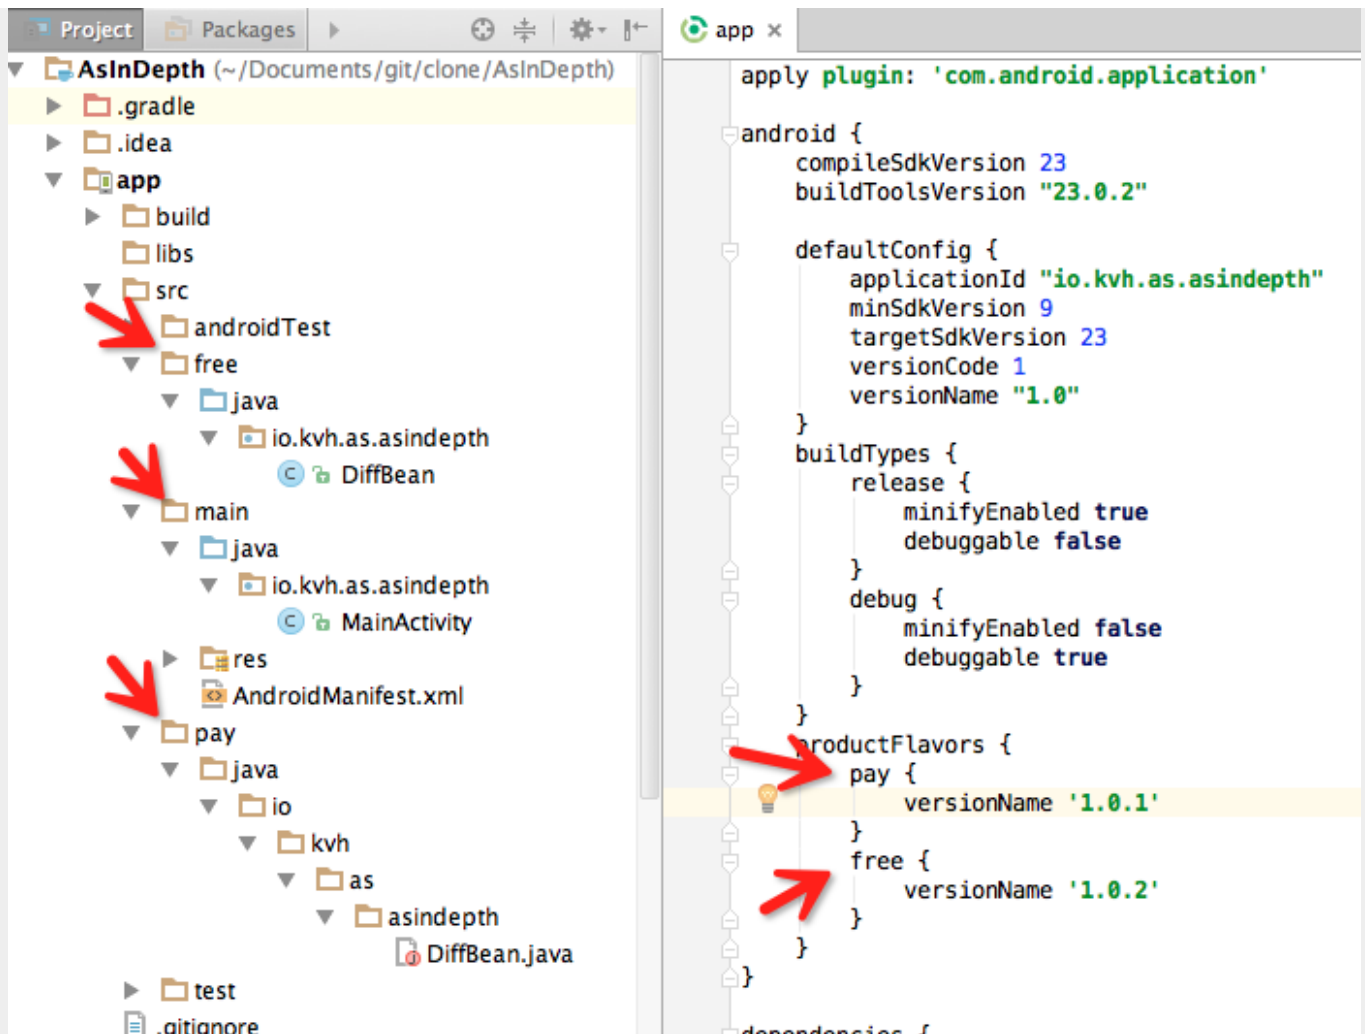 Project
Packages
AsInDepth (~/Documents/git/clone/AsInDepth)
.gradle
.idea
app
build
libs
src
androidTest
free
java
io.kvh.as.asindepth
DiffBean
main
java
io.kvh.as.asindepth
MainActivity
res
AndroidManifest.xml
pay
java
io
kvh
as
asindepth
DiffBean.java
test
.gitignore
app
apply plugin: 'com.android.application'
android {
compileSdkVersion 23
buildToolsVersion "23.0.2"
defaultConfig {
applicationId "io.kvh.as.asindepth"
minSdkVersion 9
targetSdkVersion 23
versionCode 1
versionName "1.0"
}
buildTypes {
release {
minifyEnabled true
debuggable false
}
debug {
minifyEnabled false
debuggable true
}
}
productFlavors {
pay {
versionName '1.0.1'
}
free {
versionName '1.0.2'
}
}
}
dependencies {